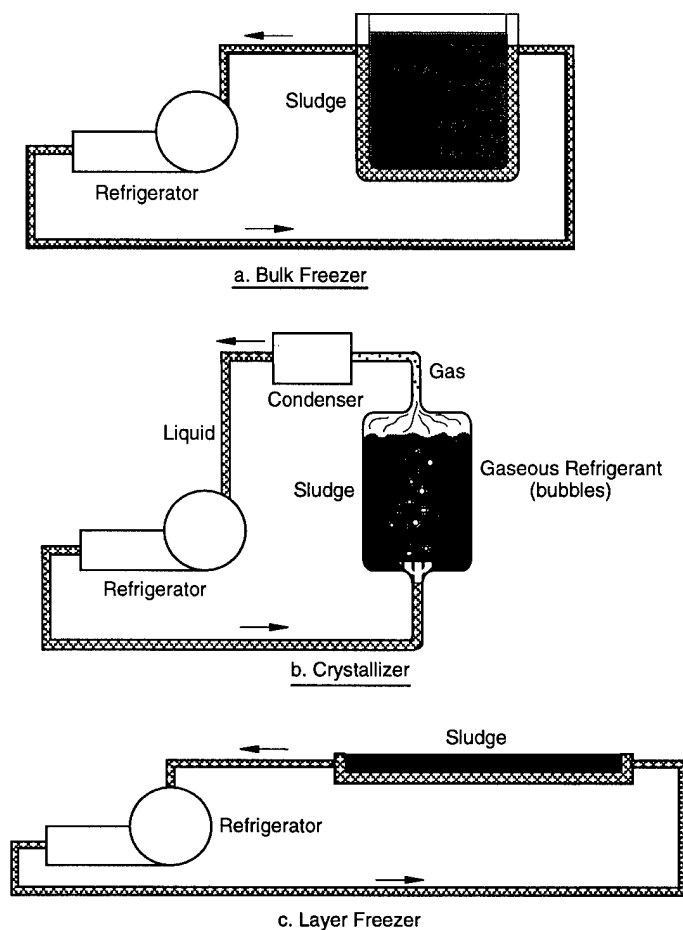 Sludge
Refrigerator
a. Bulk Freezer
Gas
Condenser
Liquid
Gaseous Refrigerant
(bubbles)
Sludge
Refrigerator
b. Crystallizer
Sludge
Refrigerator
c. Layer Freezer